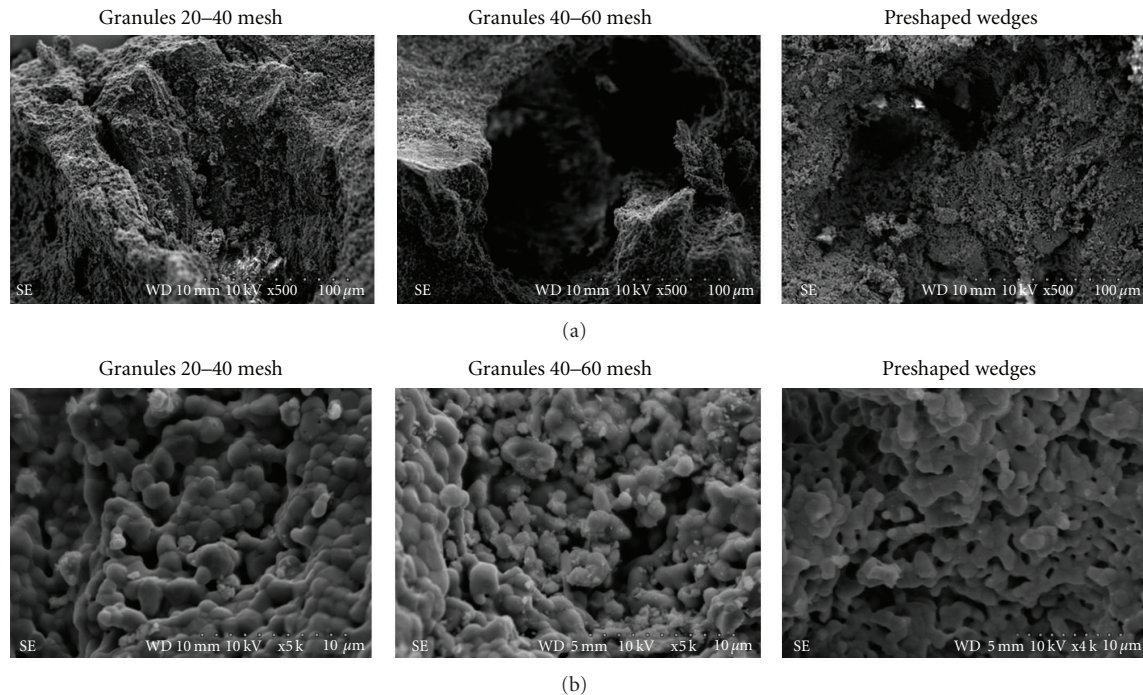 Granules 20–40 mesh Granules 40–60 mesh Preshaped wedges
SE WD 10 mm 10 kV x500 100 µm SE WD 10 mm 10 kV x500 100 µm SE WD 10 mm 10 kV x500 100 µm
(a)
Granules 20–40 mesh Granules 40–60 mesh Preshaped wedges
SE WD 10 mm 10 kV x5 k 10 µm SE WD 5 mm 10 kV x5 k 10 µm SE WD 5 mm 10 kV x4 k 10 µm
(b)